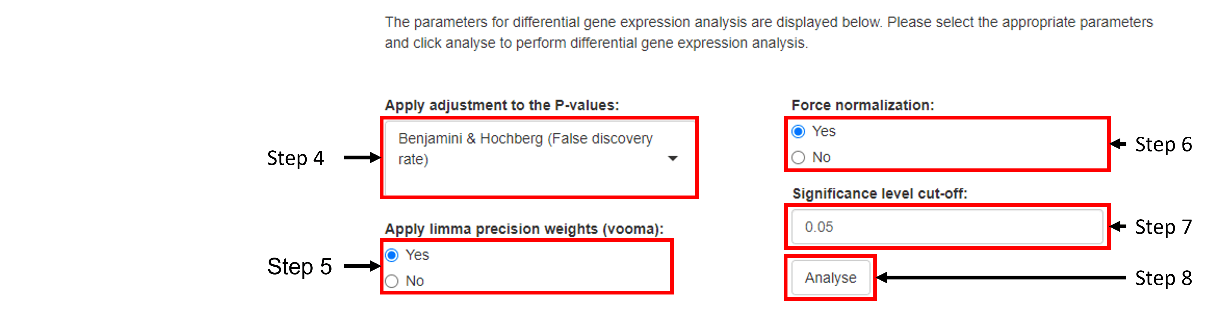 The parameters for differential gene expression analysis are displayed below. Please select the appropriate parameters
and click analyse to perform differential gene expression analysis.
Apply adjustment to the P-values:
Benjamini & Hochberg (False discovery
rate)
Step 4
Apply limma precision weights (vooma):
Yes
No
Step 5
Force normalization:
Yes
No
Step 6
Significance level cut-off:
0.05
Step 7
Analyse
Step 8